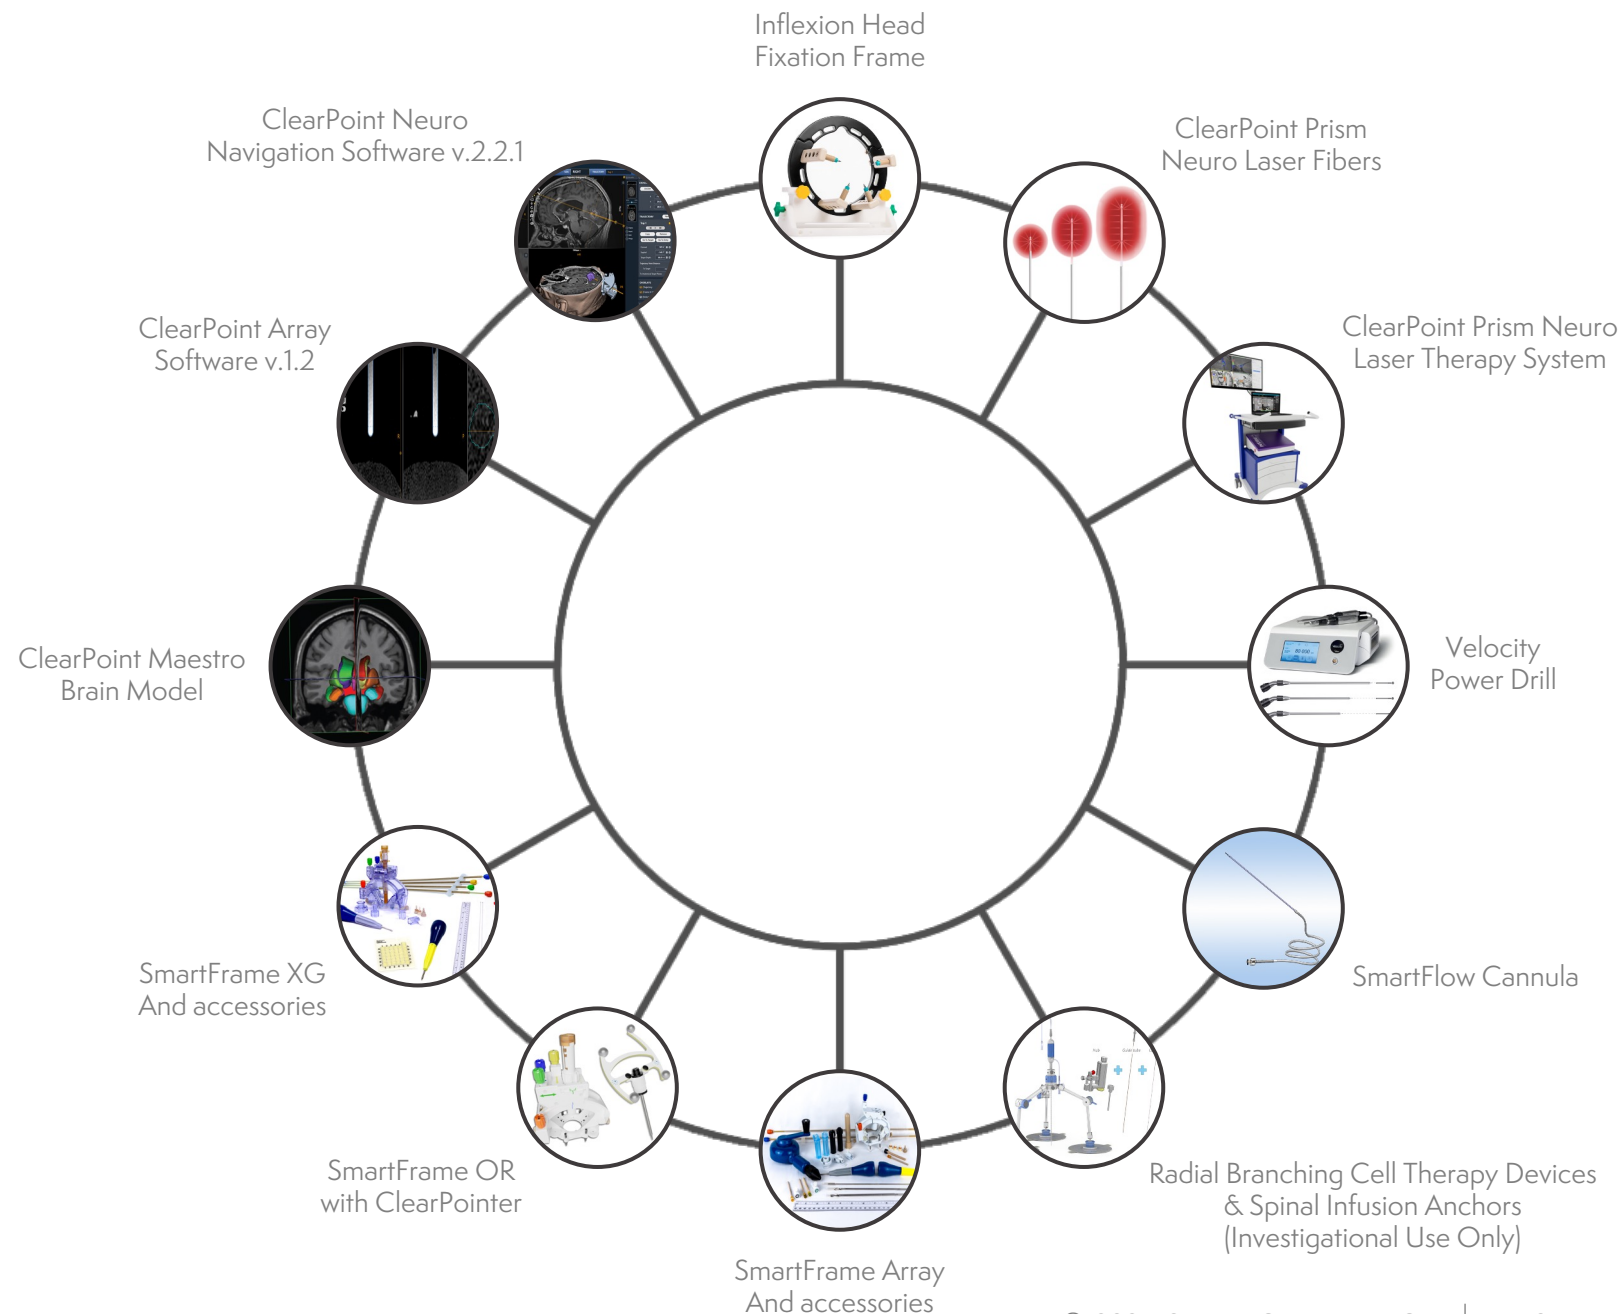 Inflexion Head
Fixation Frame
ClearPoint Prism
Neuro Laser Fibers
ClearPoint Prism Neuro
Laser Therapy System
Velocity
Power Drill
SmartFlow Cannula
Radial Branching Cell Therapy Devices
& Spinal Infusion Anchors
(Investigational Use Only)
SmartFrame Array
And accessories
SmartFrame OR
with ClearPointer
SmartFrame XG
And accessories
ClearPoint Maestro
Brain Model
ClearPoint Array
Software v.1.2
ClearPoint Neuro
Navigation Software v.2.2.1